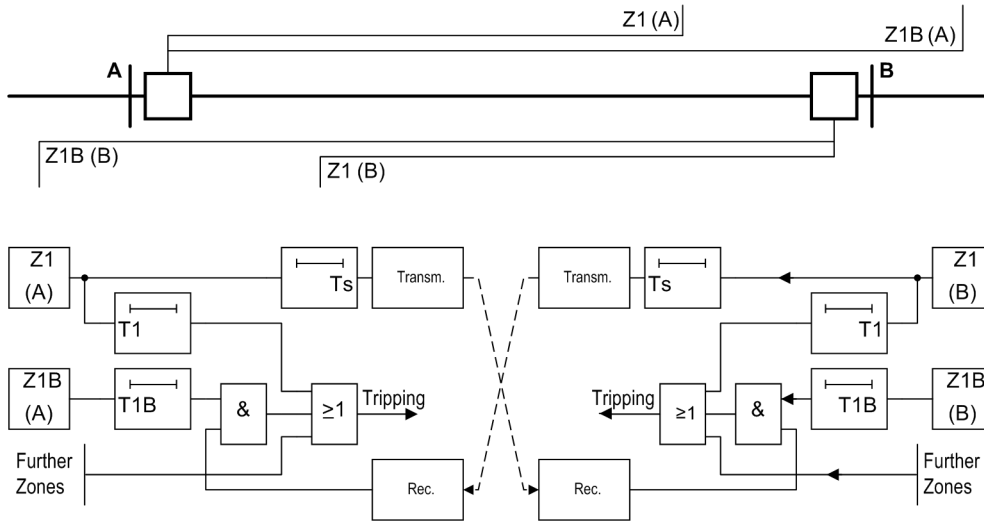 Z1 (A)
Z1B (A)
A
B
Z1B (B)
Z1 (B)
Z1
(A)
Ts
Transm.
Transm.
Ts
Z1
(B)
T1
T1
Z1B
(A)
T1B
&
≥1
Tripping
Tripping
≥1
&
T1B
Z1B
(B)
Further
Zones
Rec.
Rec.
Further
Zones